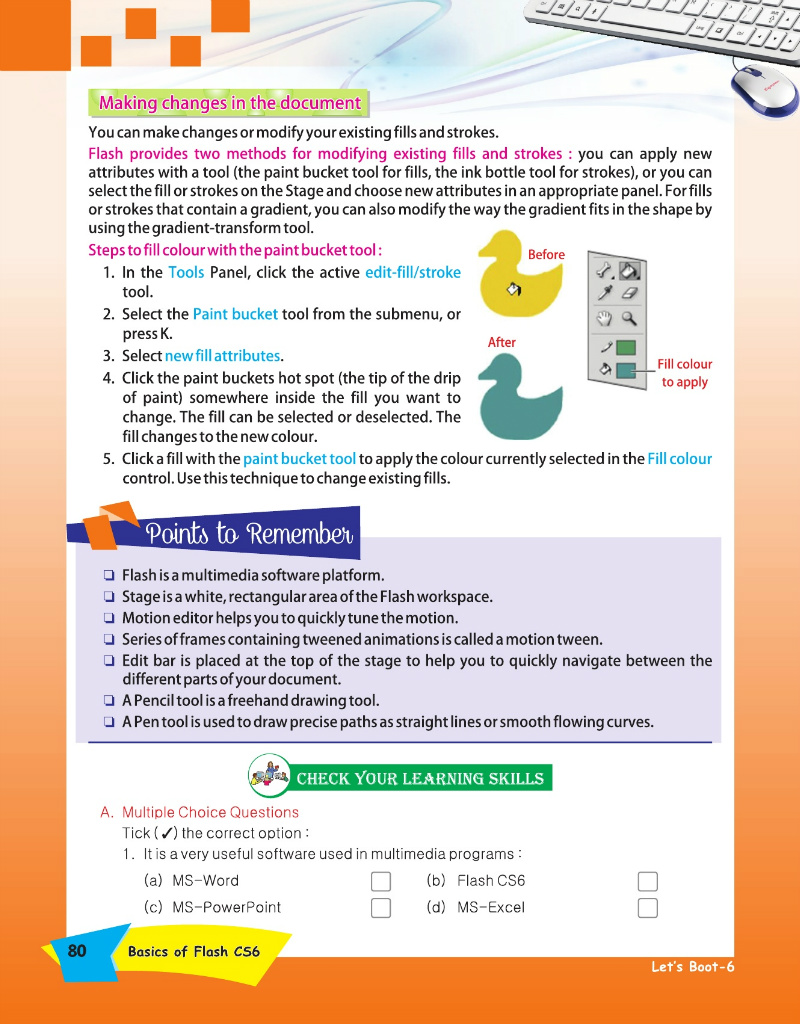 Making changes in the document
You can make changes or modify your existing fills and strokes.
Flash provides two methods for modifying existing fills and strokes : you can apply new
attributes with a tool (the paint bucket tool for fills, the ink bottle tool for strokes), or you can
select the fill or strokes on the Stage and choose new attributes in an appropriate panel. For fills
or strokes that contain a gradient, you can also modify the way the gradient fits in the shape by
using the gradient-transform tool.
Steps to fill colour with the paint bucket tool :
1. In the Tools Panel, click the active edit-fill/stroke
tool.
2. Select the Paint bucket tool from the submenu, or
press K.
3. Select new fill attributes.
4. Click the paint buckets hot spot (the tip of the drip
of paint) somewhere inside the fill you want to
change. The fill can be selected or deselected. The
fill changes to the new colour.
Before
After
Fill colour
to apply
5. Click a fill with the paint bucket tool to apply the colour currently selected in the Fill colour
control. Use this technique to change existing fills.
Points to Remember
❏ Flash is a multimedia software platform.
❏ Stage is a white, rectangular area of the Flash workspace.
❏ Motion editor helps you to quickly tune the motion.
❏ Series of frames containing tweened animations is called a motion tween.
❏ Edit bar is placed at the top of the stage to help you to quickly navigate between the
different parts of your document.
❏ A Pencil tool is a freehand drawing tool.
❏ A Pen tool is used to draw precise paths as straight lines or smooth flowing curves.
CHECK YOUR LEARNING SKILLS
A. Multiple Choice Questions
Tick (✓) the correct option :
1. It is a very useful software used in multimedia programs :
(a) MS-Word (b) Flash CS6
(c) MS-PowerPoint (d) MS-Excel
80 Basics of Flash CS6
Let's Boot-6